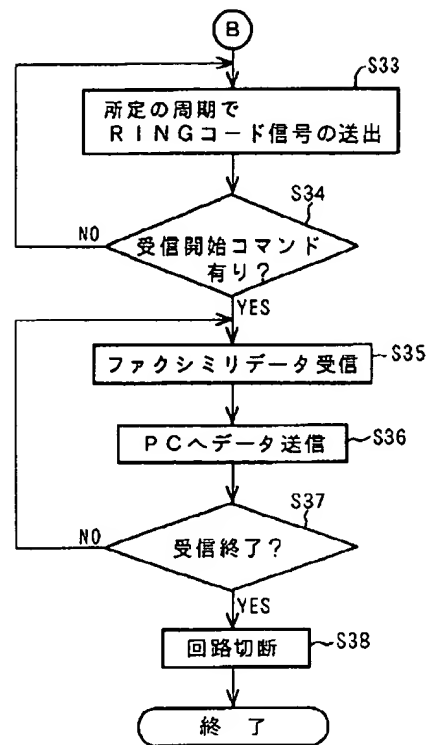 B
S33
所定の周期で
RINGコード信号の送出
S34
NO
受信開始コマンド
有り?
YES
ファクシミリデータ受信
S35
PCへデータ送信
S36
S37
NO
受信終了?
YES
回路切断
S38
終 了